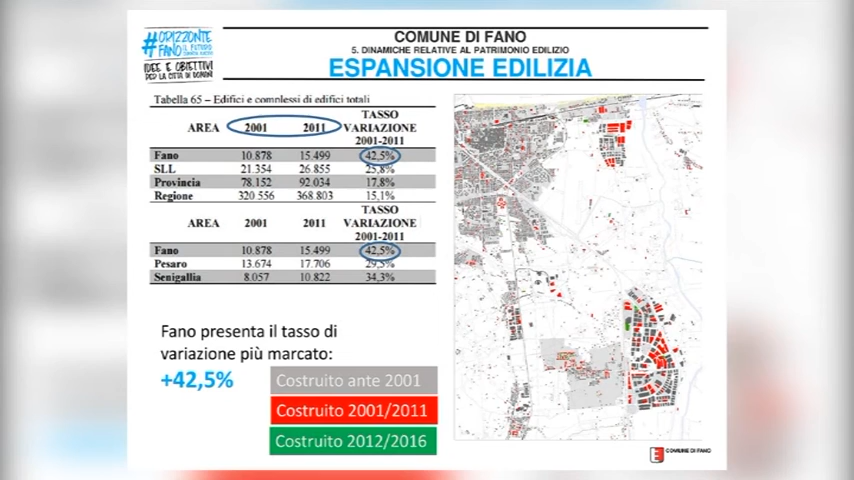 #ORIZZONTE
FANO IL FUTURO
IDEE E OBIETTIVI
PER LA CITTÀ DI DOMANI
COMUNE DI FANO
5. DINAMICHE RELATIVE AL PATRIMONIO EDILIZIO
ESPANSIONE EDILIZIA
Tabella 65 – Edifici e complessi di edifici totali
AREA 2001 2011 TASSO VARIAZIONE 2001-2011
Fano 10.878 15.499 42,5%
SLL 21.354 26.855 25,8%
Provincia 78.152 92.034 17,8%
Regione 320.556 368.803 15,1%
AREA 2001 2011 TASSO VARIAZIONE 2001-2011
Fano 10.878 15.499 42,5%
Pesaro 13.674 17.706 29,5%
Senigallia 8.057 10.822 34,3%
Fano presenta il tasso di
variazione più marcato:
+42,5%
Costruito ante 2001
Costruito 2001/2011
Costruito 2012/2016
COMUNE DI FANO